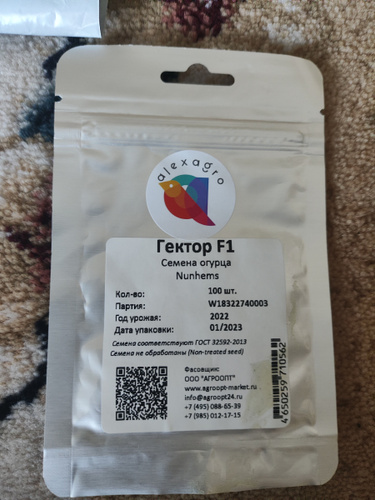 alexagro
Гектор F1
Семена огурца
Nunhems
Кол-во: 100 шт.
Партия: W18322740003
Год урожая: 2022
Дата упаковки: 01/2023
Семена соответствуют ГОСТ 32592-2013
Семена не обработаны (Non-treated seed)
Фасовщик:
ООО "АГРООПТ"
www.agroopt-market.ru
info@agroopt24.ru
+7 (495) 088-65-39
+7 (985) 012-17-15
4650259710562